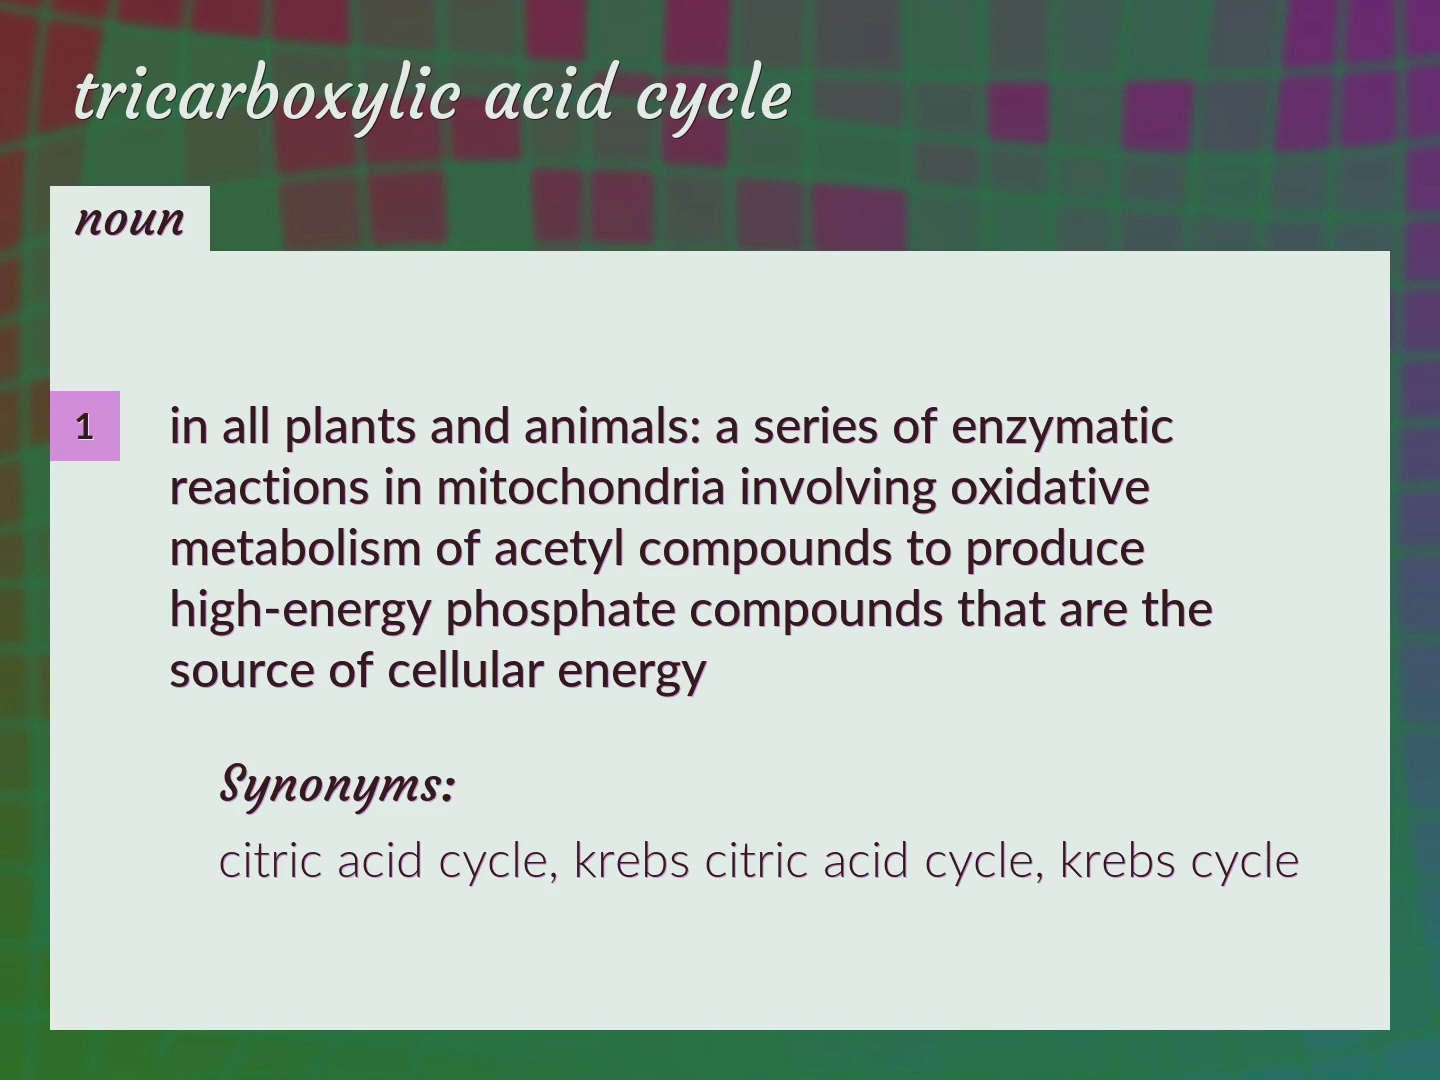 tricarboxylic acid cycle
noun
1
in all plants and animals: a series of enzymatic
reactions in mitochondria involving oxidative
metabolism of acetyl compounds to produce
high-energy phosphate compounds that are the
source of cellular energy
Synonyms:
citric acid cycle, krebs citric acid cycle, krebs cycle